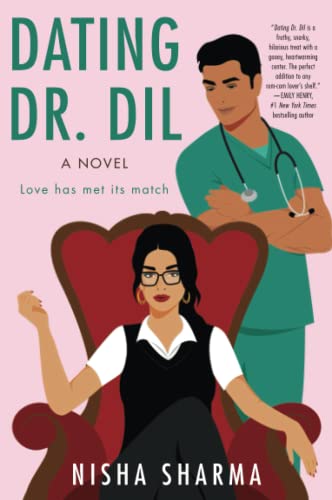 DATING
DR. DIL
A NOVEL
Love has met its match
"Dating Dr. Dil is a
frothy, snarky,
hilarious treat with a
gooey, heartwarming
center. The perfect
addition to any
rom-com lover's shelf."
—EMILY HENRY,
#1 New York Times
bestselling author
NISHA SHARMA